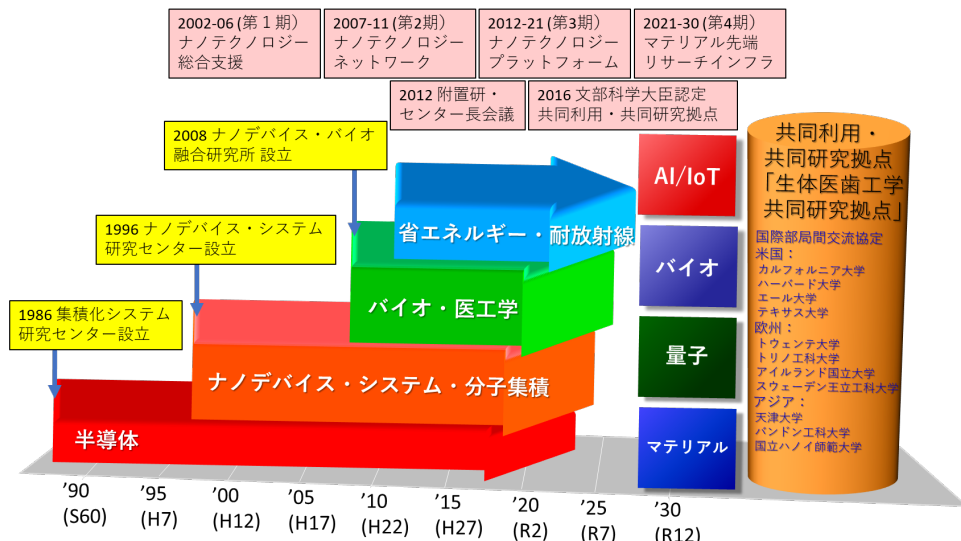 2002-06 (第１期)
ナノテクノロジー
総合支援
2007-11 (第2期)
ナノテクノロジー
ネットワーク
2012-21 (第3期)
ナノテクノロジー
プラットフォーム
2021-30 (第4期)
マテリアル先端
リサーチインフラ
2012 附置研・
センター長会議
2016 文部科学大臣認定
共同利用・共同研究拠点
2008 ナノデバイス・バイオ
融合研究所 設立
1996 ナノデバイス・システム
研究センター設立
1986 集積化システム
研究センター設立
省エネルギー・耐放射線
バイオ・医工学
ナノデバイス・システム・分子集積
半導体
AI/IoT
バイオ
量子
マテリアル
共同利用・
共同研究拠点
「生体医歯工学
共同研究拠点」
国際部局間交流協定
米国：
カルフォルニア大学
ハーバード大学
エール大学
テキサス大学
欧州：
トウェンテ大学
トリノ工科大学
アイルランド国立大学
スウェーデン王立工科大学
アジア：
天津大学
バンドン工科大学
国立ハノイ師範大学
’90
(S60)
’95
(H7)
’00
(H12)
’05
(H17)
’10
(H22)
’15
(H27)
’20
(R2)
’25
(R7)
’30
(R12)